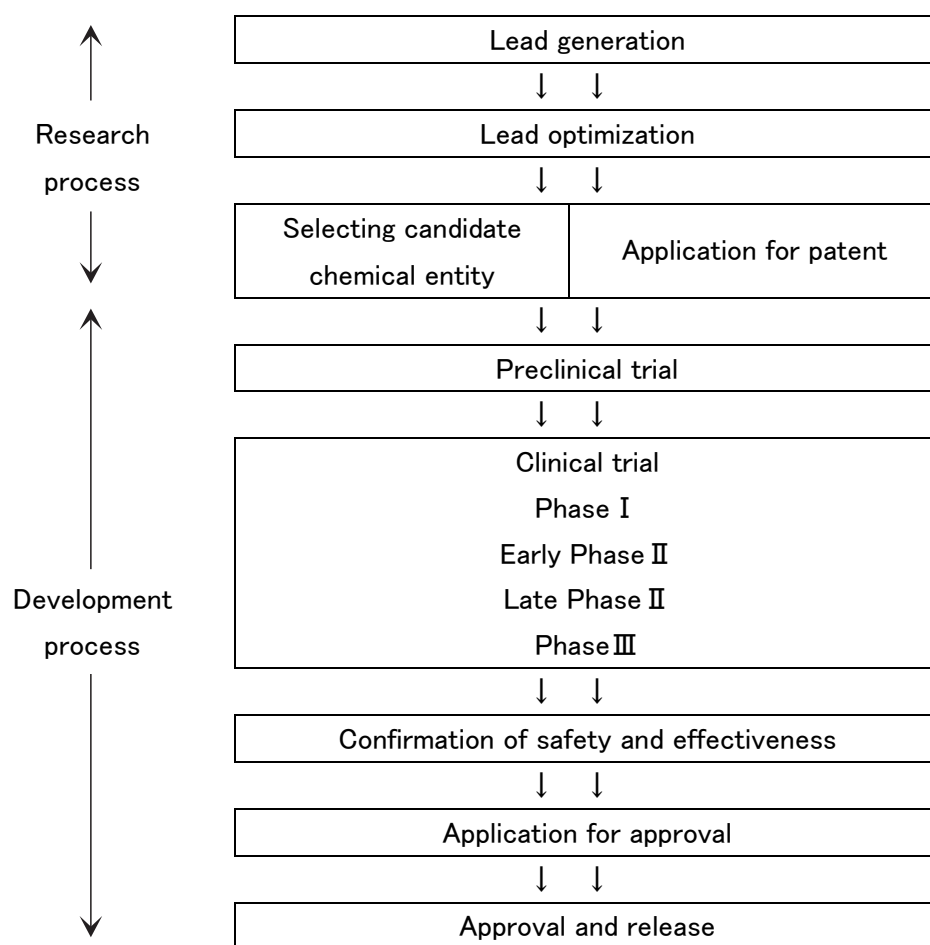 Lead generation
↓ ↓
Lead optimization
↓ ↓
Research
process
Selecting candidate
chemical entity
Application for patent
↓ ↓
Preclinical trial
↓ ↓
Clinical trial
Phase Ⅰ
Early Phase Ⅱ
Late Phase Ⅱ
Phase Ⅲ
Development
process
↓ ↓
Confirmation of safety and effectiveness
↓ ↓
Application for approval
↓ ↓
Approval and release